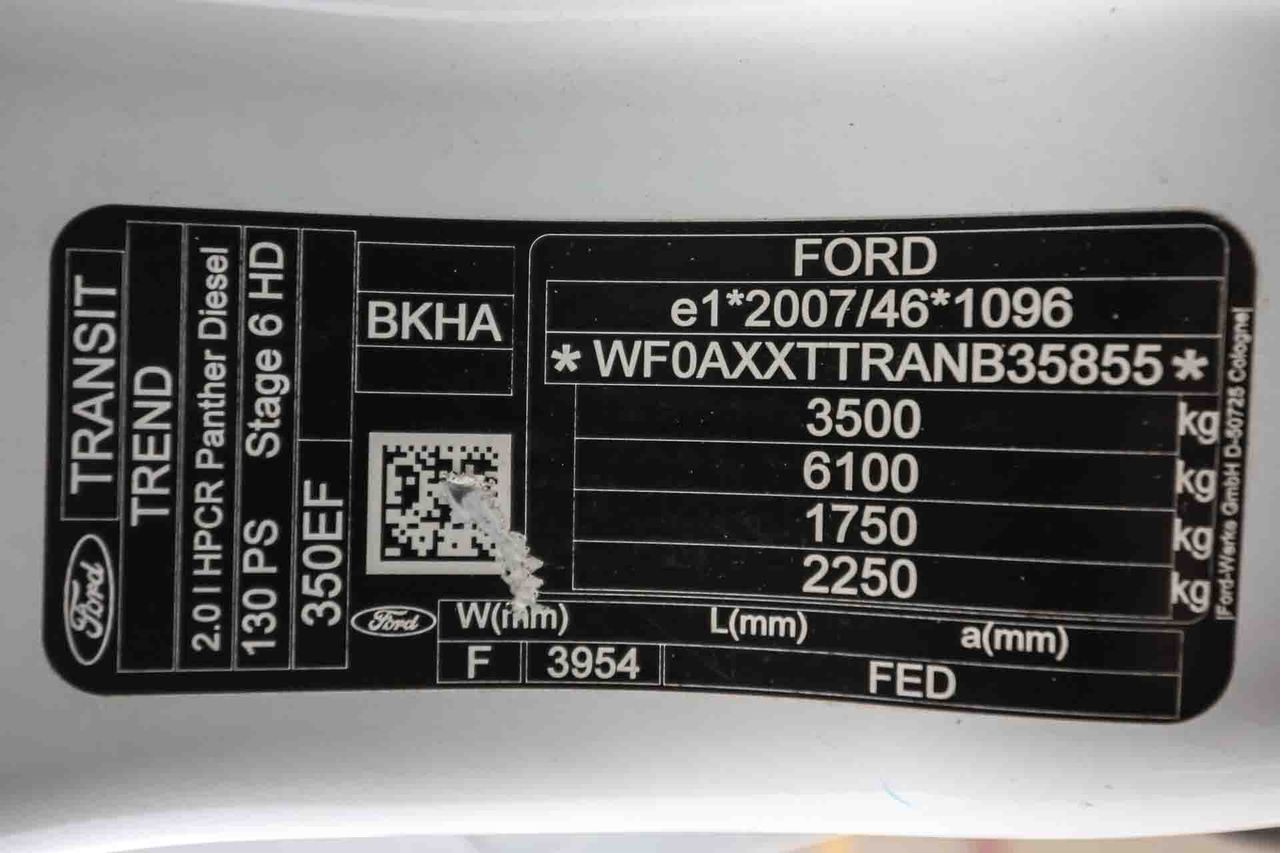 TRANSIT
Ford
TREND
2.0 l HPCR Panther Diesel
130 PS Stage 6 HD
350EF
BKHA
Ford
FORD
e1*2007/46*1096
* WF0AXXTTRANB35855 *
3500 kg
6100 kg
1750 kg
2250 kg
W(mm) L(mm) a(mm)
F 3954 FED
Ford-Werke GmbH D-50725 Cologne